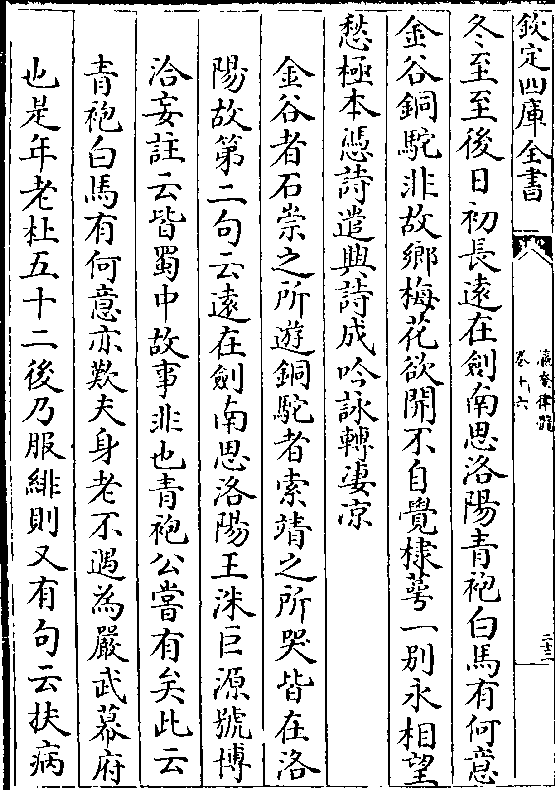 欽定四庫全書
瀛奎律髓
卷十六
三十三
冬至至後日初長遠在劍南思洛陽青袍白馬有何意
金谷銅駝非故鄉梅花欲開不自覺棣萼一别永相望
愁極本憑詩遣興詩成吟詠轉凄凉
金谷者石崇之所遊銅駝者索靖之所哭皆在洛
陽故第二句云遠在劍南思洛陽王洙巨源號博
洽妄註云皆蜀中故事非也青袍公嘗有矣此云
青袍白馬有何意亦歎夫身老不遇為嚴武幕府
也是年老杜五十二後乃服緋則又有句云扶病